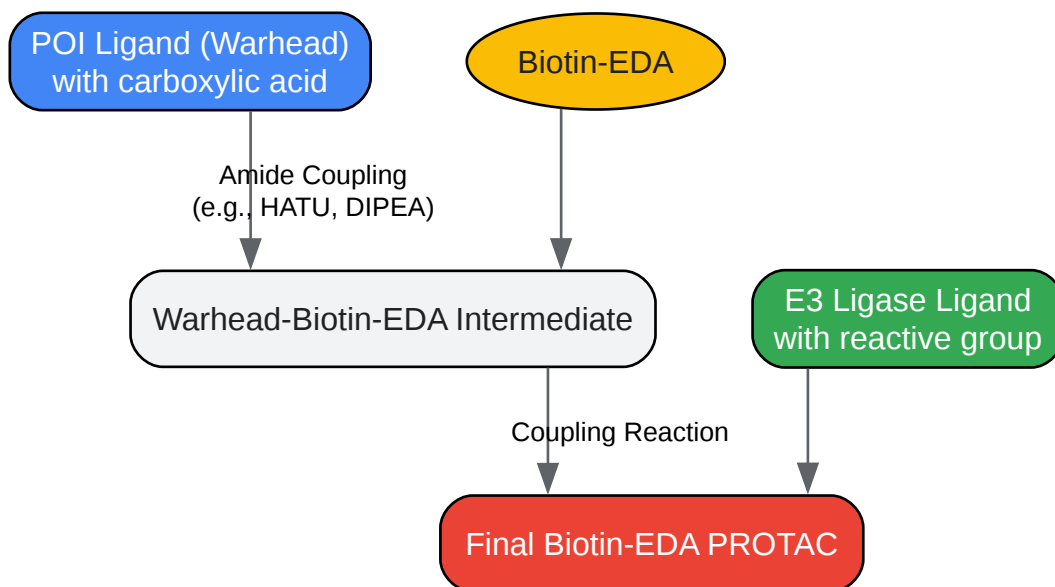 POI Ligand (Warhead)
with carboxylic acid
Biotin-EDA
Amide Coupling
(e.g., HATU, DIPEA)
Warhead-Biotin-EDA Intermediate
E3 Ligase Ligand
with reactive group
Coupling Reaction
Final Biotin-EDA PROTAC